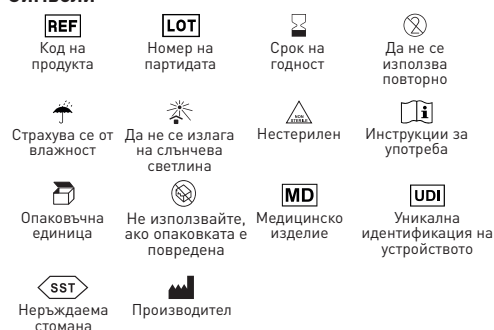 Символи
REF LOT
Код на продукта
Номер на партидата
Срок на годност
Да не се използва повторно
NON STERILE
Страхува се от влажност
Да не се излага на слънчева светлина
Нестерилен
Инструкции за употреба
MD UDI
Опаковъчна единица
Не използвайте, ако опаковката е повредена
Медицинско изделие
Уникална идентификация на устройството
SST
Неръждаема стомана
Производител